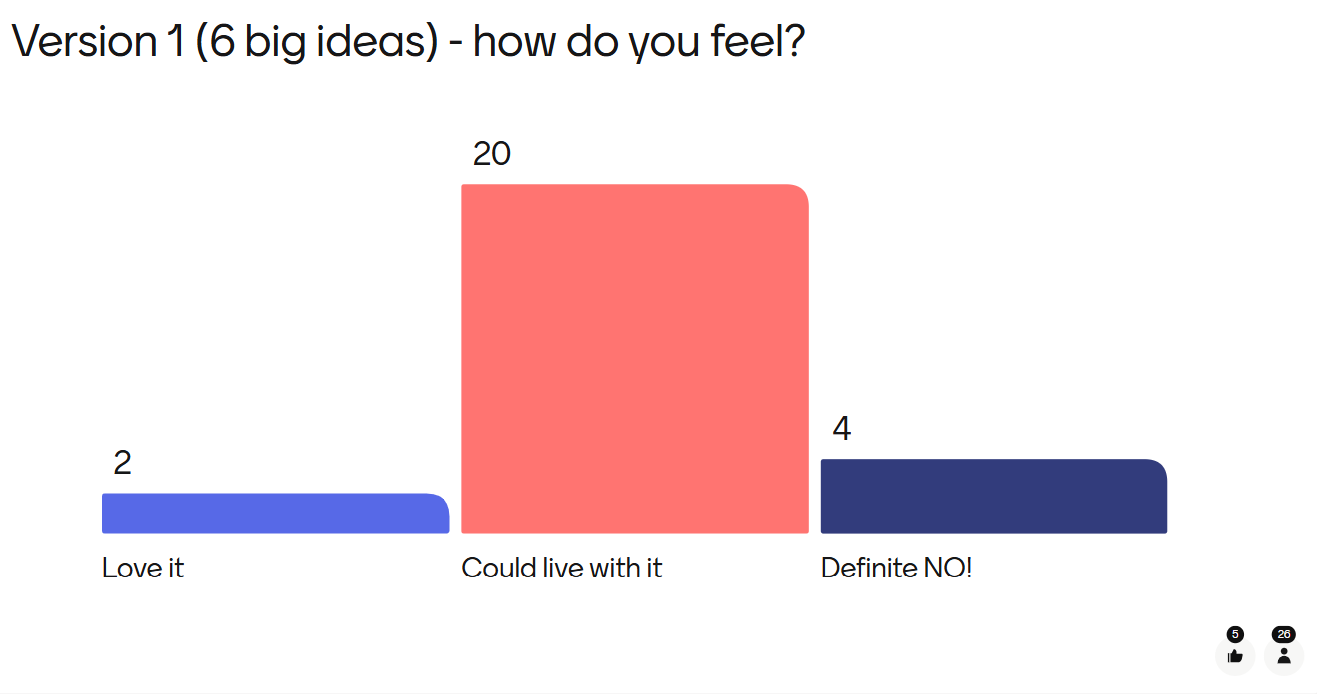 Version 1 (6 big ideas) - how do you feel?
20
4
2
Love it
Could live with it
Definite NO!
5
26